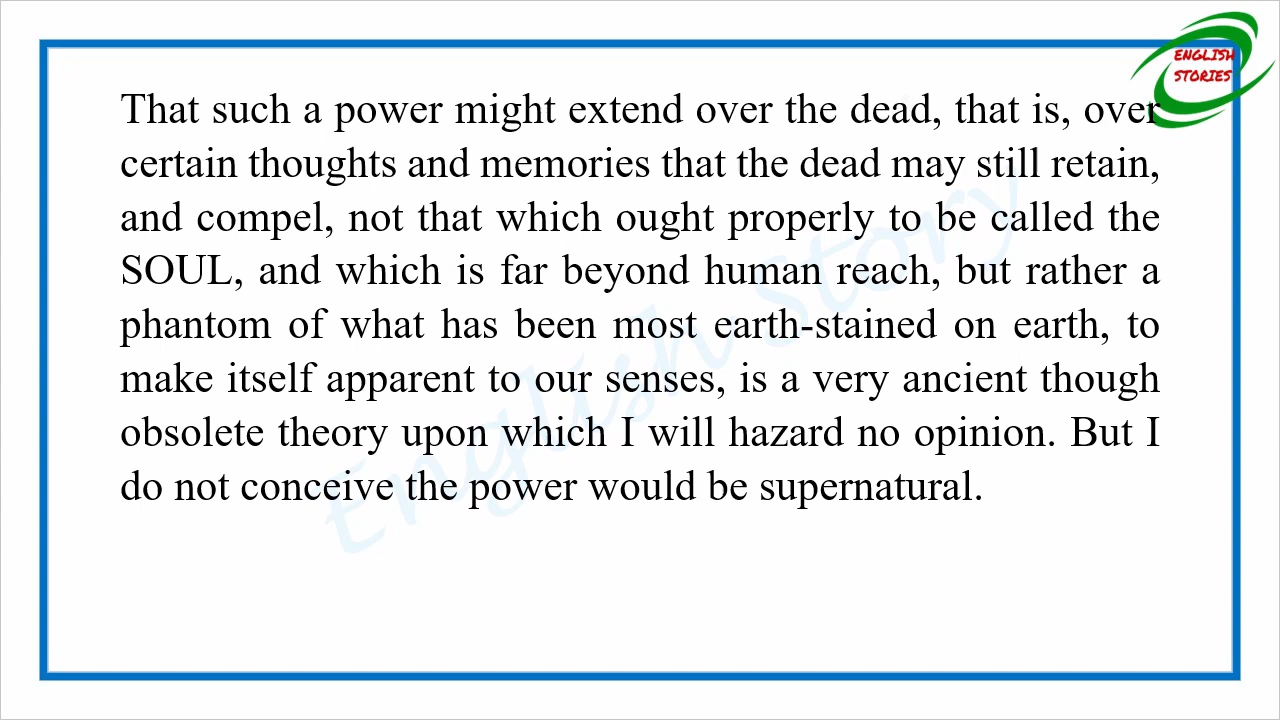 ENGLISH
STORIES
That such a power might extend over the dead, that is, over
certain thoughts and memories that the dead may still retain,
and compel, not that which ought properly to be called the
SOUL, and which is far beyond human reach, but rather a
phantom of what has been most earth-stained on earth, to
make itself apparent to our senses, is a very ancient though
obsolete theory upon which I will hazard no opinion. But I
do not conceive the power would be supernatural.
English Story